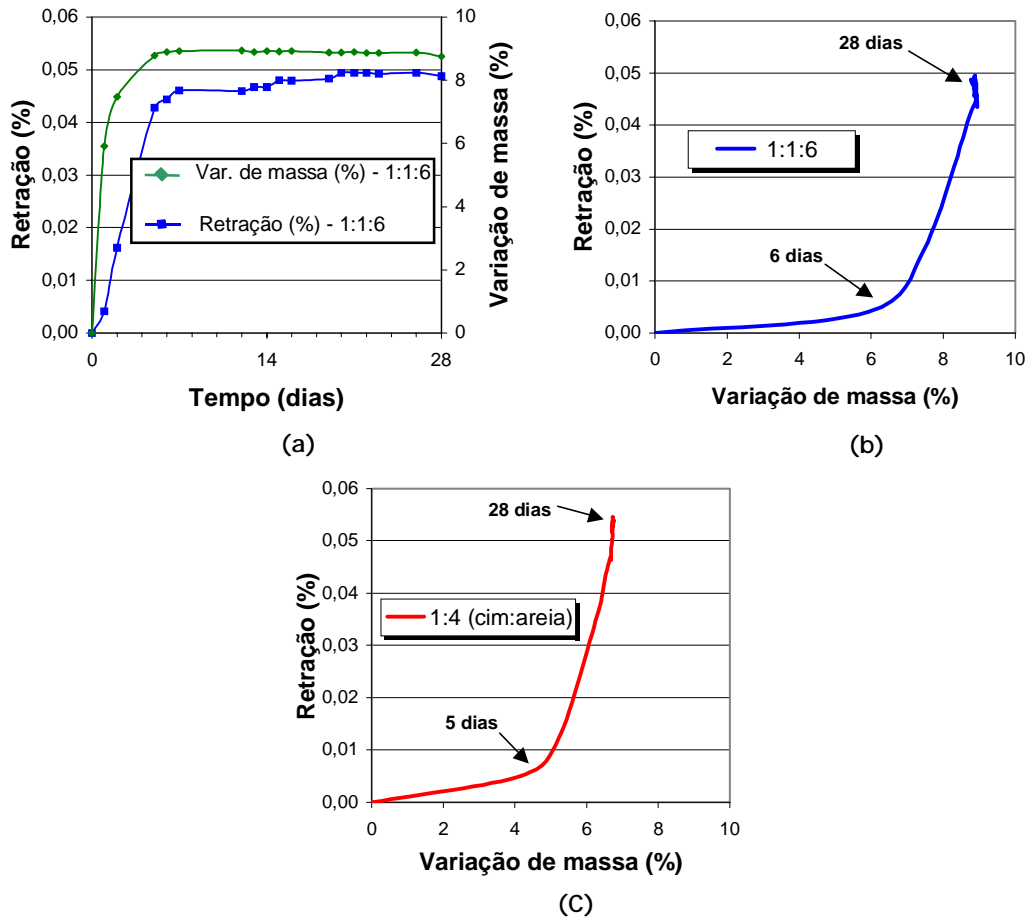 0,06
0,05
0,04
0,03
0,02
0,01
0,00
Retração (%)
10
8
6
4
2
0
Variação de massa (%)
Var. de massa (%) - 1:1:6
Retração (%) - 1:1:6
0
14
28
Tempo (dias)
(a)
0,06
0,05
0,04
0,03
0,02
0,01
0,00
Retração (%)
28 dias
1:1:6
6 dias
0
2
4
6
8
10
Variação de massa (%)
(b)
0,06
0,05
0,04
0,03
0,02
0,01
0,00
Retração (%)
28 dias
1:4 (cim:areia)
5 dias
0
2
4
6
8
10
Variação de massa (%)
(C)